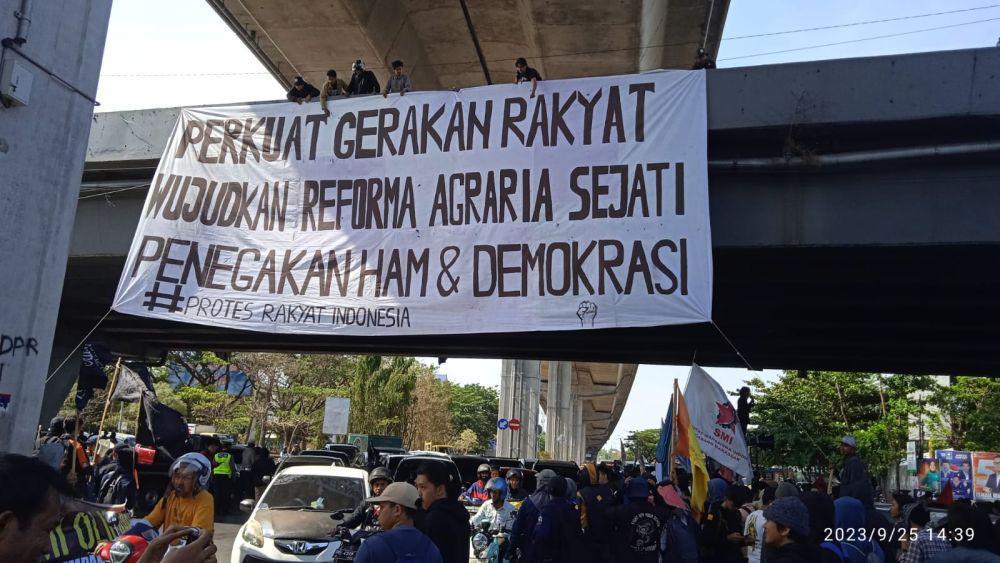 PERKUAT GERAKAN RAKYAT
WUJUDKAN REFORMA AGRARIA SEJATI
PENEGAKAN HAM & DEMOKRASI
#PROTES RAKYAT INDONESIA
DPR
SMI
2023/9/25 14:39